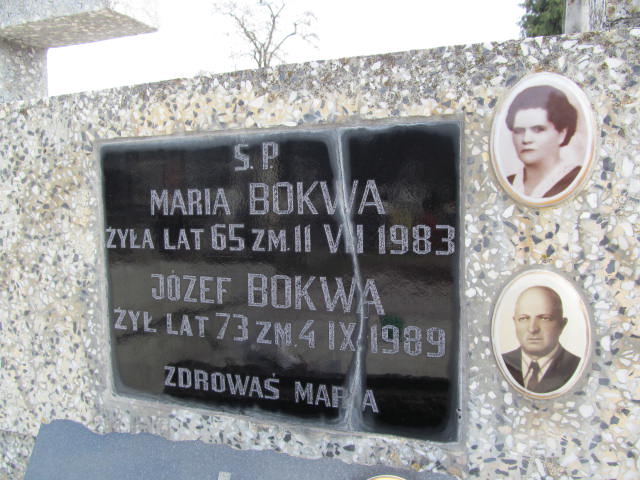 Ś.P
MARIA BOKWA
ŻYŁA LAT 65 ZM. 11 VII 1983
JÓZEF BOKWA
ŻYŁ LAT 73 ZM 4 IX 1989
ZDROWAŚ MARIA